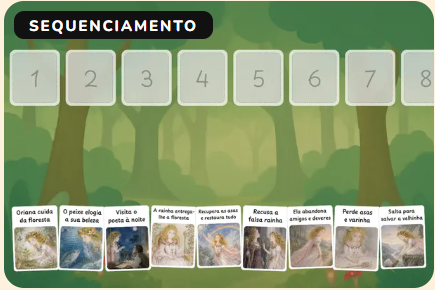 SEQUENCIAMENTO
1 2 3 4 5 6 7 8
Oriana cuida
da floresta
O peixe elogia
a sua beleza
Visita o
poeta à noite
A rainha entrega-
lhe a floresta
Recupera as asas
e restaura tudo
Recusa a
falsa rainha
Ela abandona
amigos e deveres
Perde asas
e varinha
Salta para
salvar a velhinha